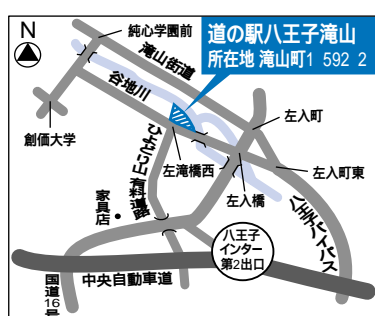 N
純心学園前
道の駅八王子滝山
所在地 滝山町1 592 2
滝山街道
谷地川
左入町
創価大学
ひよどり山有料道路
左滝橋西
左入町東
左入橋
家具店
八王子バイパス
八王子
インター
第2出口
中央自動車道
国道16号